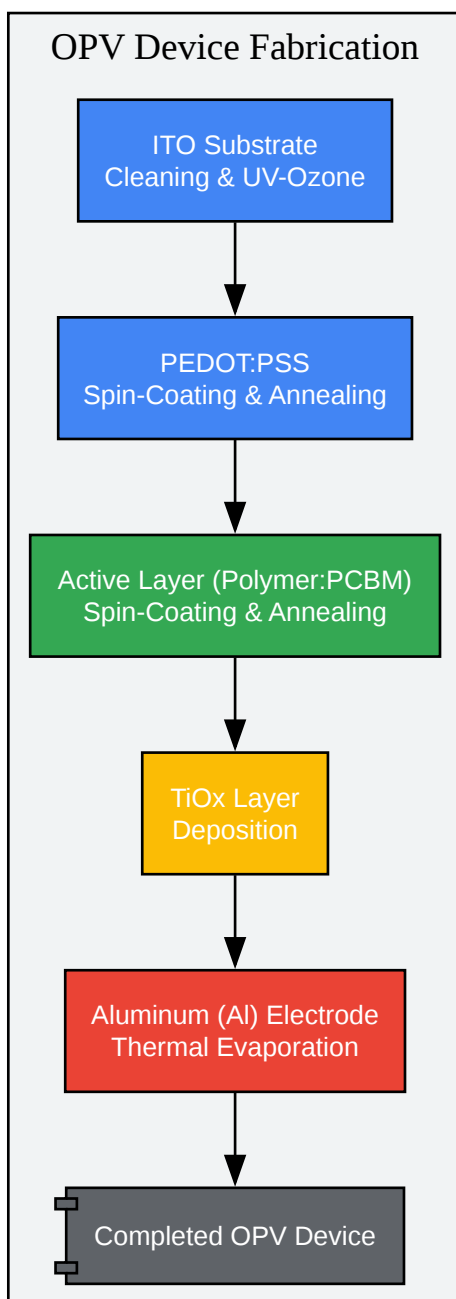 OPV Device Fabrication
ITO Substrate
Cleaning & UV-Ozone
PEDOT:PSS
Spin-Coating & Annealing
Active Layer (Polymer:PCBM)
Spin-Coating & Annealing
TiOx Layer
Deposition
Aluminum (Al) Electrode
Thermal Evaporation
Completed OPV Device